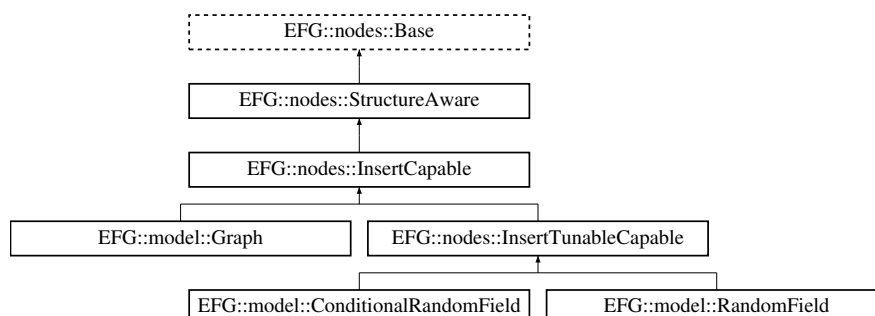 EFG::nodes::Base
EFG::nodes::StructureAware
EFG::nodes::InsertCapable
EFG::model::Graph
EFG::nodes::InsertTunableCapable
EFG::model::ConditionalRandomField
EFG::model::RandomField